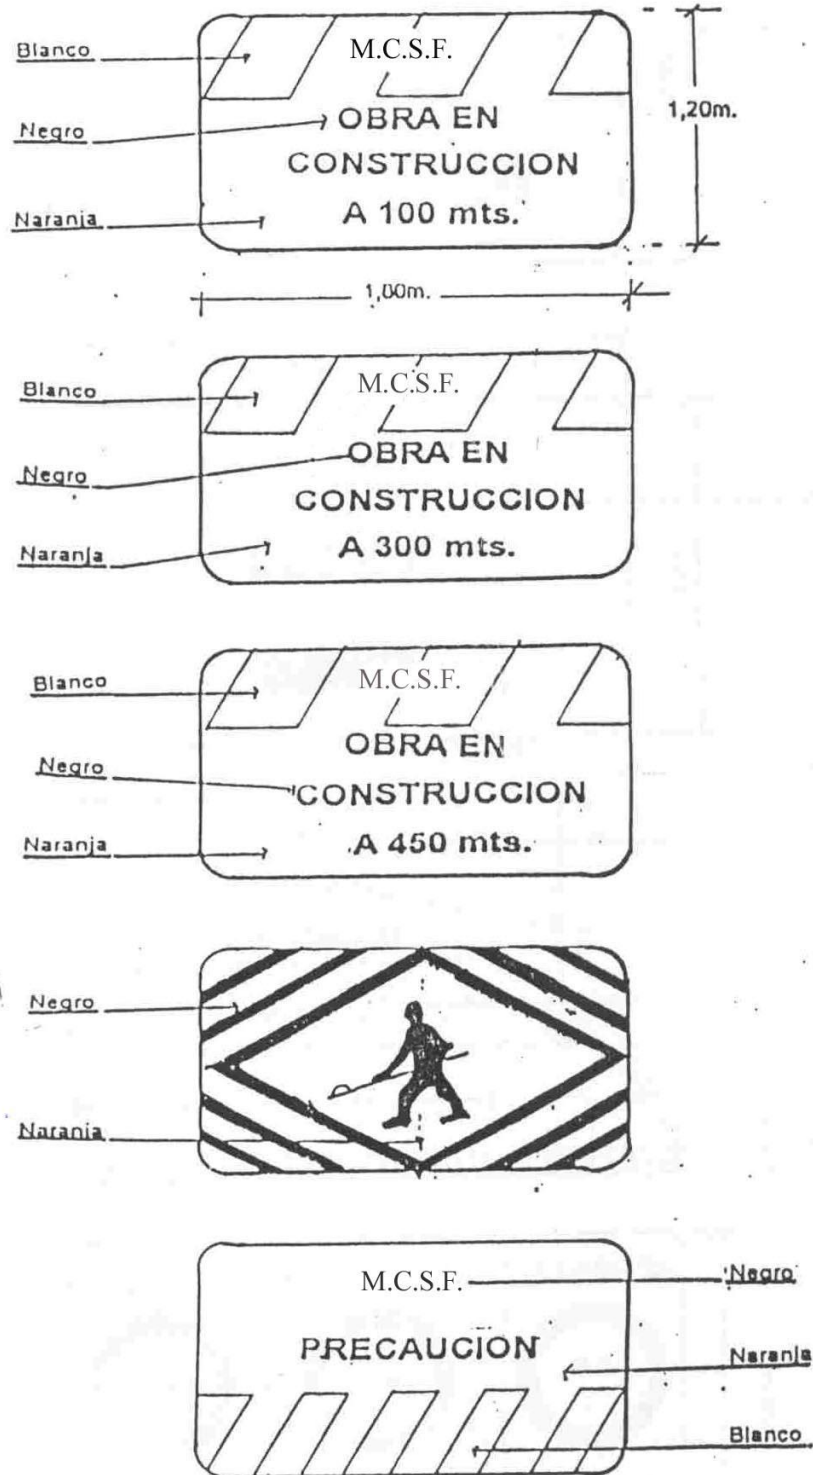 M.C.S.F.
Blanco
1,20m.
Negro
OBRA EN
CONSTRUCCION
Naranja
A 100 mts.
1,00m.
M.C.S.F.
Blanco
Negro
OBRA EN
CONSTRUCCION
Naranja
A 300 mts.
M.C.S.F.
Blanco
OBRA EN
Negro
CONSTRUCCION
Naranja
A 450 mts.
Negro
Naranja
M.C.S.F.
Negro
PRECAUCION
Naranja
Blanco